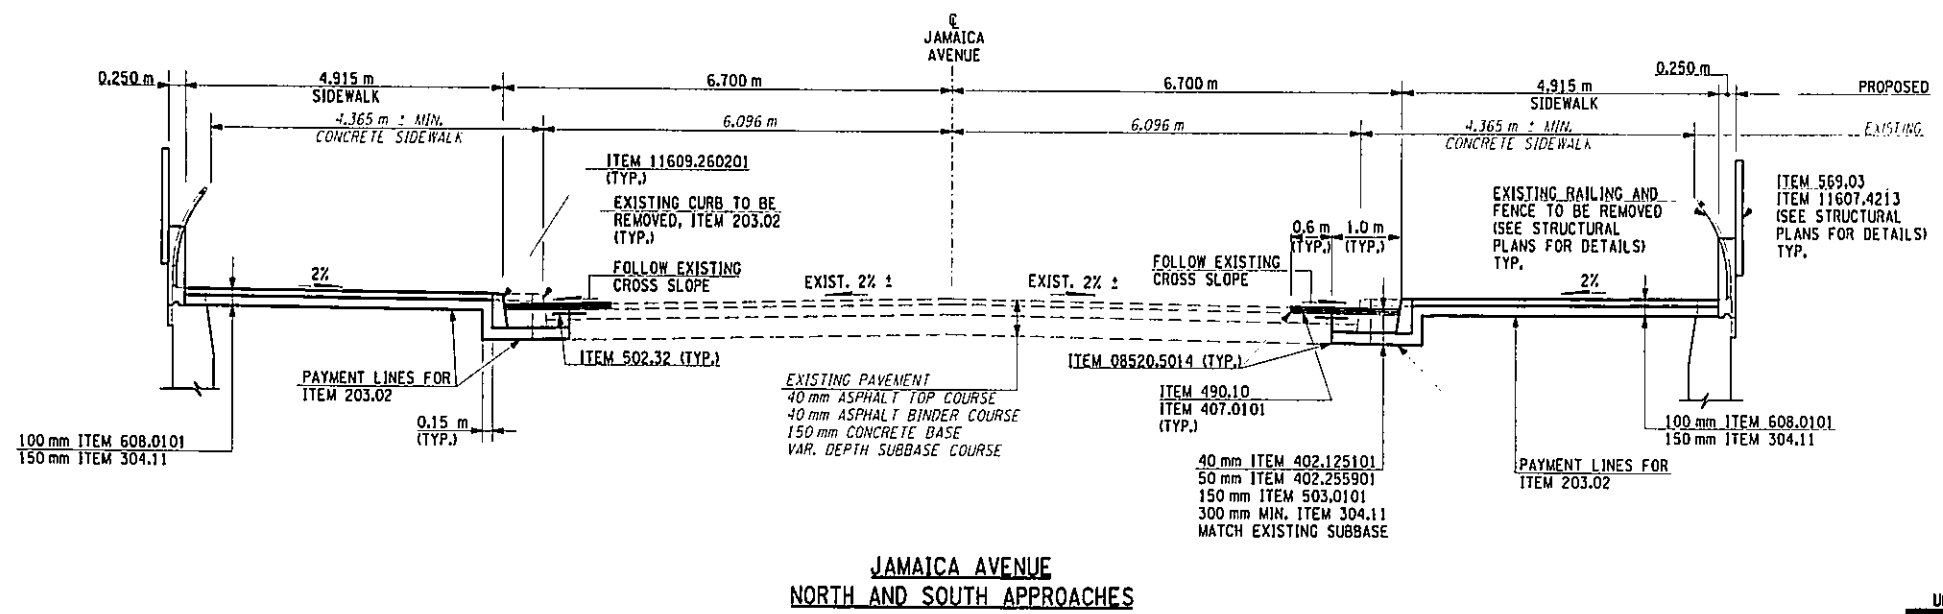 ℄
JAMAICA
AVENUE
0.250 m
4.915 m
SIDEWALK
6.700 m
6.700 m
4.915 m
SIDEWALK
0.250 m
PROPOSED
4.365 m ± MIN.
CONCRETE SIDEWALK
6.096 m
6.096 m
4.365 m ± MIN.
CONCRETE SIDEWALK
EXISTING
ITEM 11609.260201
(TYP.)
EXISTING CURB TO BE
REMOVED, ITEM 203.02
(TYP.)
FOLLOW EXISTING
CROSS SLOPE
2%
EXIST. 2% ±
EXIST. 2% ±
FOLLOW EXISTING
CROSS SLOPE
0.6 m
(TYP.)
1.0 m
(TYP.)
EXISTING RAILING AND
FENCE TO BE REMOVED
(SEE STRUCTURAL
PLANS FOR DETAILS)
TYP.
2%
ITEM 569.03
ITEM 11607.4213
(SEE STRUCTURAL
PLANS FOR DETAILS)
TYP.
ITEM 502.32 (TYP.)
ITEM 08520.5014 (TYP.)
PAYMENT LINES FOR
ITEM 203.02
0.15 m
(TYP.)
EXISTING PAVEMENT
40 mm ASPHALT TOP COURSE
40 mm ASPHALT BINDER COURSE
150 mm CONCRETE BASE
VAR. DEPTH SUBBASE COURSE
ITEM 490.10
ITEM 407.0101
(TYP.)
100 mm ITEM 608.0101
150 mm ITEM 304.11
40 mm ITEM 402.125101
50 mm ITEM 402.255901
150 mm ITEM 503.0101
300 mm MIN. ITEM 304.11
MATCH EXISTING SUBBASE
PAYMENT LINES FOR
ITEM 203.02
100 mm ITEM 608.0101
150 mm ITEM 304.11
JAMAICA AVENUE
NORTH AND SOUTH APPROACHES